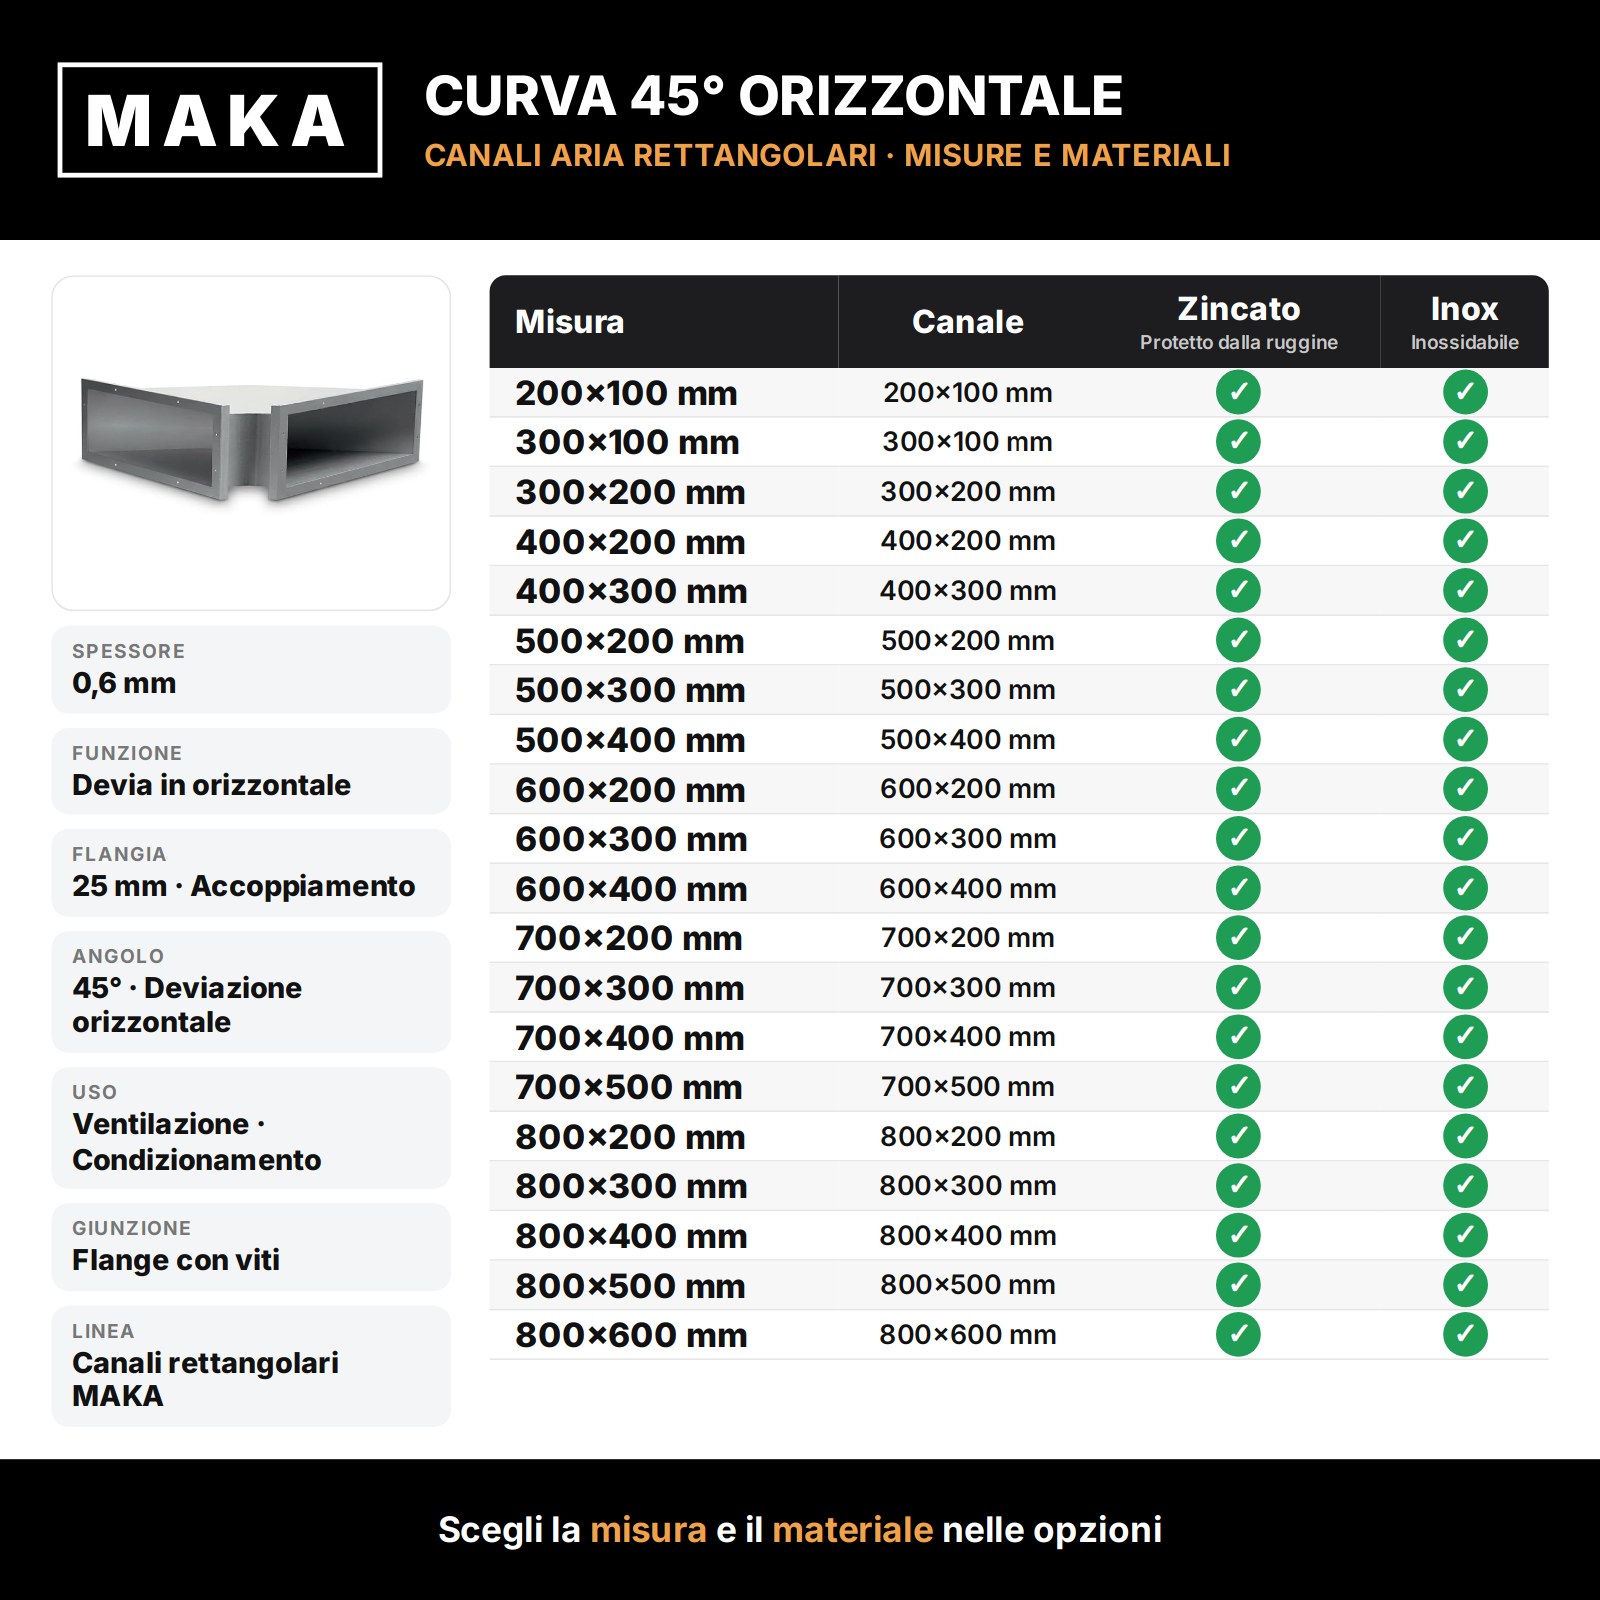 MAKA
CURVA 45° ORIZZONTALE
CANALI ARIA RETTANGOLARI · MISURE E MATERIALI
SPESSORE
0,6 mm
FUNZIONE
Devia in orizzontale
FLANGIA
25 mm · Accoppiamento
ANGOLO
45° · Deviazione
orizzontale
USO
Ventilazione ·
Condizionamento
GIUNZIONE
Flange con viti
LINEA
Canali rettangolari
MAKA
Misura Canale Zincato Inox
Protetto dalla ruggine Inossidabile
200×100 mm 200×100 mm ✓ ✓
300×100 mm 300×100 mm ✓ ✓
300×200 mm 300×200 mm ✓ ✓
400×200 mm 400×200 mm ✓ ✓
400×300 mm 400×300 mm ✓ ✓
500×200 mm 500×200 mm ✓ ✓
500×300 mm 500×300 mm ✓ ✓
500×400 mm 500×400 mm ✓ ✓
600×200 mm 600×200 mm ✓ ✓
600×300 mm 600×300 mm ✓ ✓
600×400 mm 600×400 mm ✓ ✓
700×200 mm 700×200 mm ✓ ✓
700×300 mm 700×300 mm ✓ ✓
700×400 mm 700×400 mm ✓ ✓
700×500 mm 700×500 mm ✓ ✓
800×200 mm 800×200 mm ✓ ✓
800×300 mm 800×300 mm ✓ ✓
800×400 mm 800×400 mm ✓ ✓
800×500 mm 800×500 mm ✓ ✓
800×600 mm 800×600 mm ✓ ✓
Scegli la misura e il materiale nelle opzioni